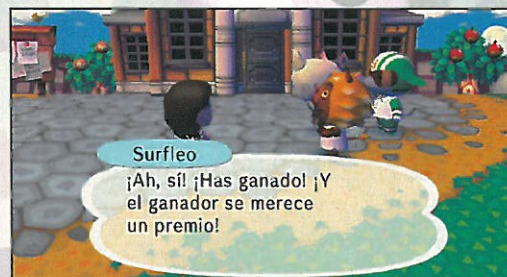 Surfleo
¡Ah, sí! ¡Has ganado! ¡Y
el ganador se merece
un premio!